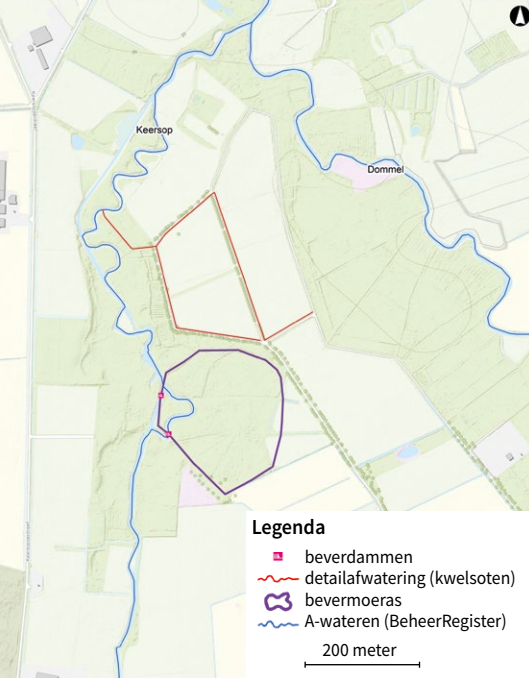 Keersop
Dommel
Legenda
beverdammen
detailafwatering (kwelsoten)
bevermoeras
A-wateren (BeheerRegister)
200 meter